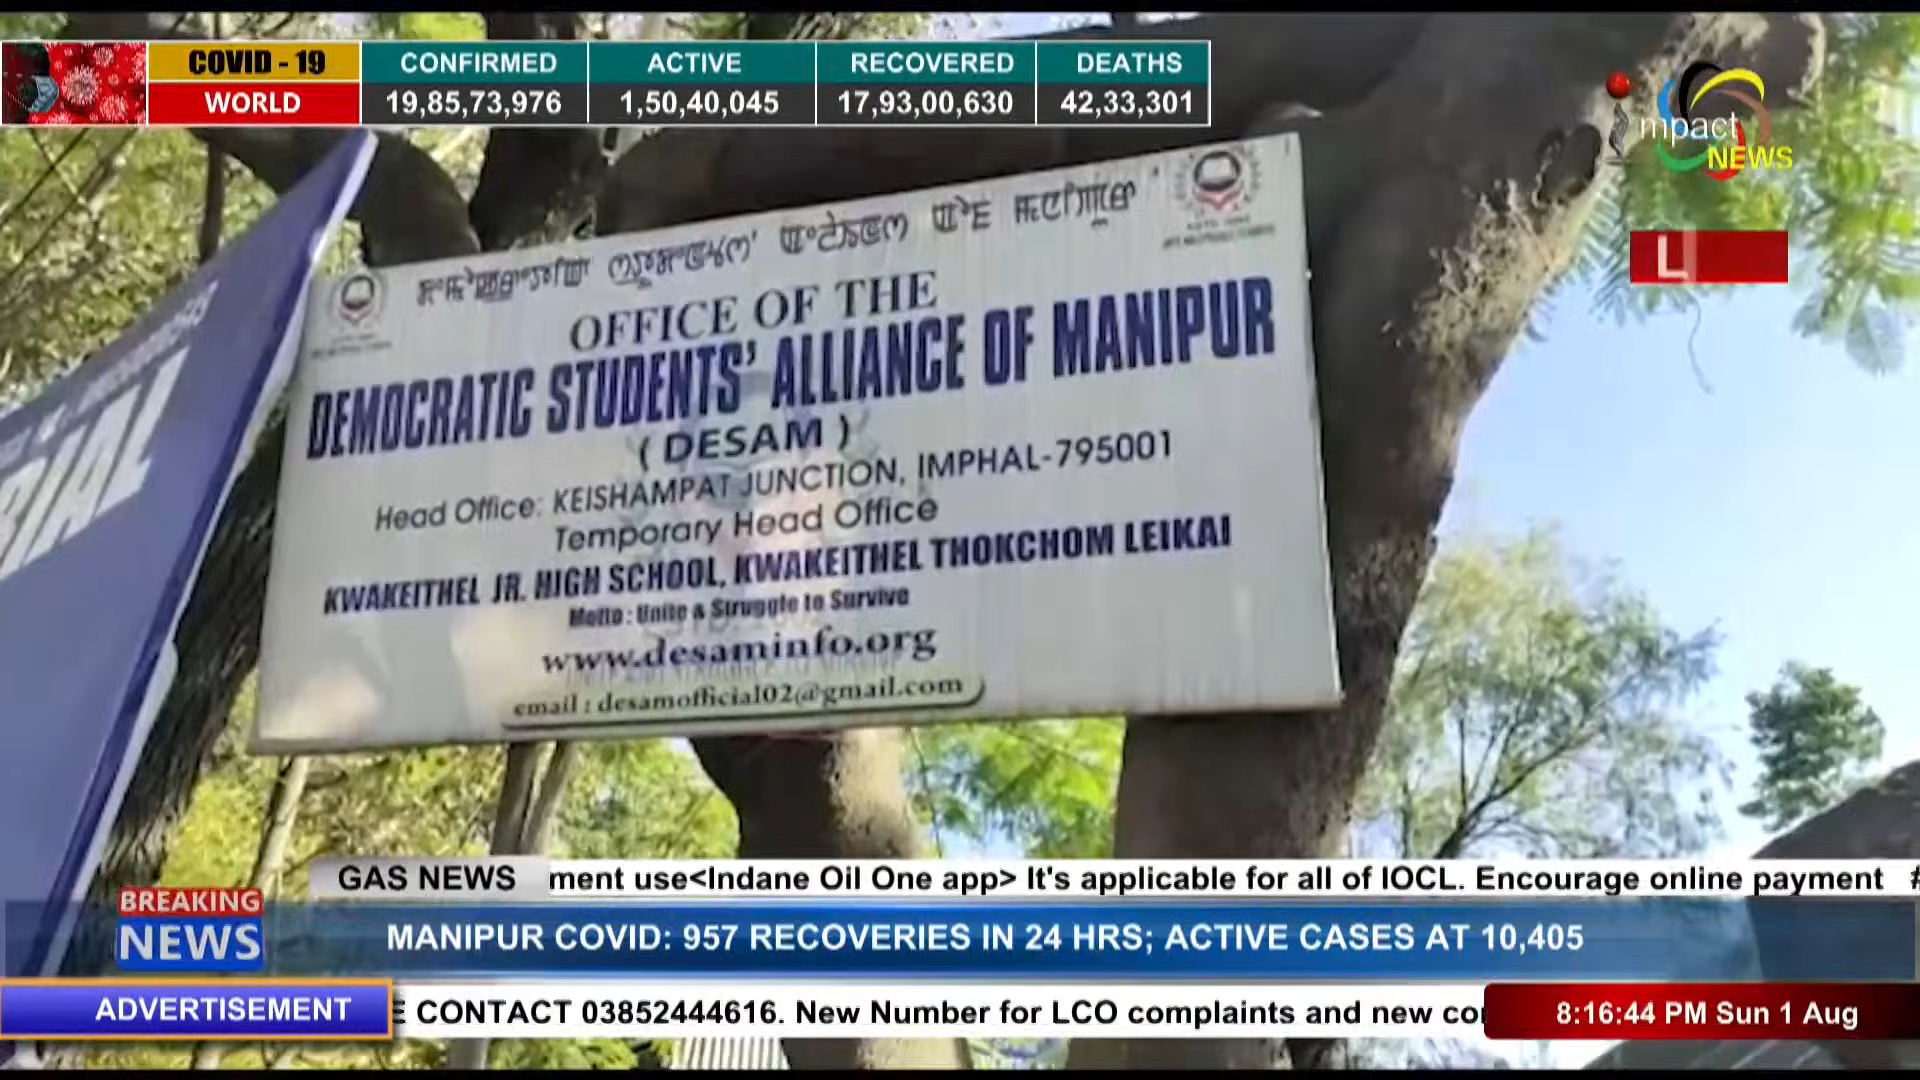 COVID - 19
WORLD
CONFIRMED
19,85,73,976
ACTIVE
1,50,40,045
RECOVERED
17,93,00,630
DEATHS
42,33,301
impact
NEWS
L
OFFICE OF THE
DEMOCRATIC STUDENTS' ALLIANCE OF MANIPUR
( DESAM )
Head Office: KEISHAMPAT JUNCTION, IMPHAL-795001
Temporary Head Office
KWAKEITHEL JR. HIGH SCHOOL, KWAKEITHEL THOKCHOM LEIKAI
Motto : Unite & Struggle to Survive
www.desaminfo.org
email : desamofficial02@gmail.com
GAS NEWS
ment use<Indane Oil One app> It's applicable for all of IOCL. Encourage online payment #
BREAKING
NEWS
MANIPUR COVID: 957 RECOVERIES IN 24 HRS; ACTIVE CASES AT 10,405
ADVERTISEMENT
E CONTACT 03852444616. New Number for LCO complaints and new co
8:16:44 PM Sun 1 Aug